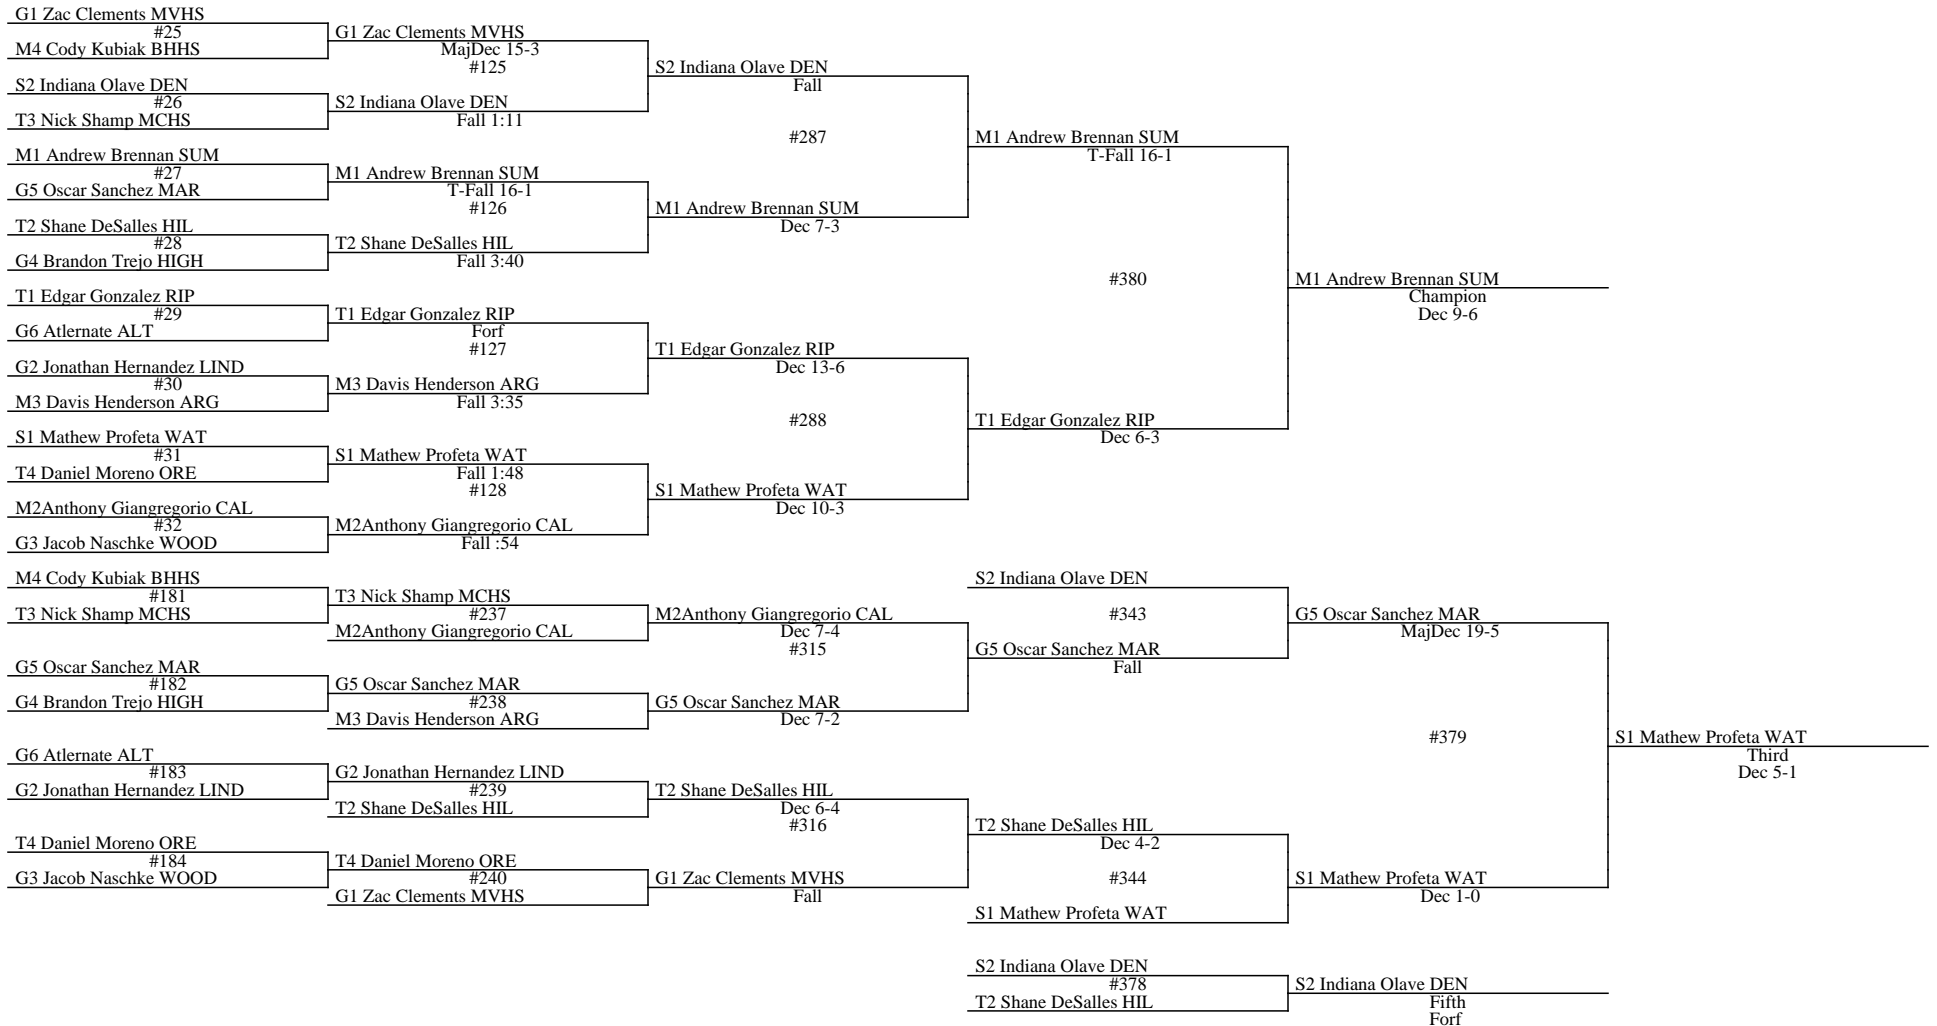 G1 Zac Clements MVHS
#25
M4 Cody Kubiak BHHS
S2 Indiana Olave DEN
#26
T3 Nick Shamp MCHS
M1 Andrew Brennan SUM
#27
G5 Oscar Sanchez MAR
T2 Shane DeSalles HIL
#28
G4 Brandon Trejo HIGH
T1 Edgar Gonzalez RIP
#29
G6 Atlernate ALT
G2 Jonathan Hernandez LIND
#30
M3 Davis Henderson ARG
S1 Mathew Profeta WAT
#31
T4 Daniel Moreno ORE
M2Anthony Giangregorio CAL
#32
G3 Jacob Naschke WOOD
G1 Zac Clements MVHS
MajDec 15-3
#125
S2 Indiana Olave DEN
Fall 1:11
M1 Andrew Brennan SUM
T-Fall 16-1
#126
T2 Shane DeSalles HIL
Fall 3:40
T1 Edgar Gonzalez RIP
Forf
#127
M3 Davis Henderson ARG
Fall 3:35
S1 Mathew Profeta WAT
Fall 1:48
#128
M2Anthony Giangregorio CAL
Fall :54
S2 Indiana Olave DEN
Fall
#287
M1 Andrew Brennan SUM
Dec 7-3
T1 Edgar Gonzalez RIP
Dec 13-6
#288
S1 Mathew Profeta WAT
Dec 10-3
M1 Andrew Brennan SUM
T-Fall 16-1
#380
T1 Edgar Gonzalez RIP
Dec 6-3
M1 Andrew Brennan SUM
Champion
Dec 9-6
M4 Cody Kubiak BHHS
#181
T3 Nick Shamp MCHS
G5 Oscar Sanchez MAR
#182
G4 Brandon Trejo HIGH
G6 Atlernate ALT
#183
G2 Jonathan Hernandez LIND
T4 Daniel Moreno ORE
#184
G3 Jacob Naschke WOOD
T3 Nick Shamp MCHS
#237
M2Anthony Giangregorio CAL
G5 Oscar Sanchez MAR
#238
M3 Davis Henderson ARG
G2 Jonathan Hernandez LIND
#239
T2 Shane DeSalles HIL
T4 Daniel Moreno ORE
#240
G1 Zac Clements MVHS
M2Anthony Giangregorio CAL
Dec 7-4
#315
G5 Oscar Sanchez MAR
Dec 7-2
T2 Shane DeSalles HIL
Dec 6-4
#316
G1 Zac Clements MVHS
Fall
S2 Indiana Olave DEN
#343
G5 Oscar Sanchez MAR
Fall
T2 Shane DeSalles HIL
Dec 4-2
#344
S1 Mathew Profeta WAT
G5 Oscar Sanchez MAR
MajDec 19-5
#379
S1 Mathew Profeta WAT
Dec 1-0
S1 Mathew Profeta WAT
Third
Dec 5-1
S2 Indiana Olave DEN
#378
T2 Shane DeSalles HIL
S2 Indiana Olave DEN
Fifth
Forf